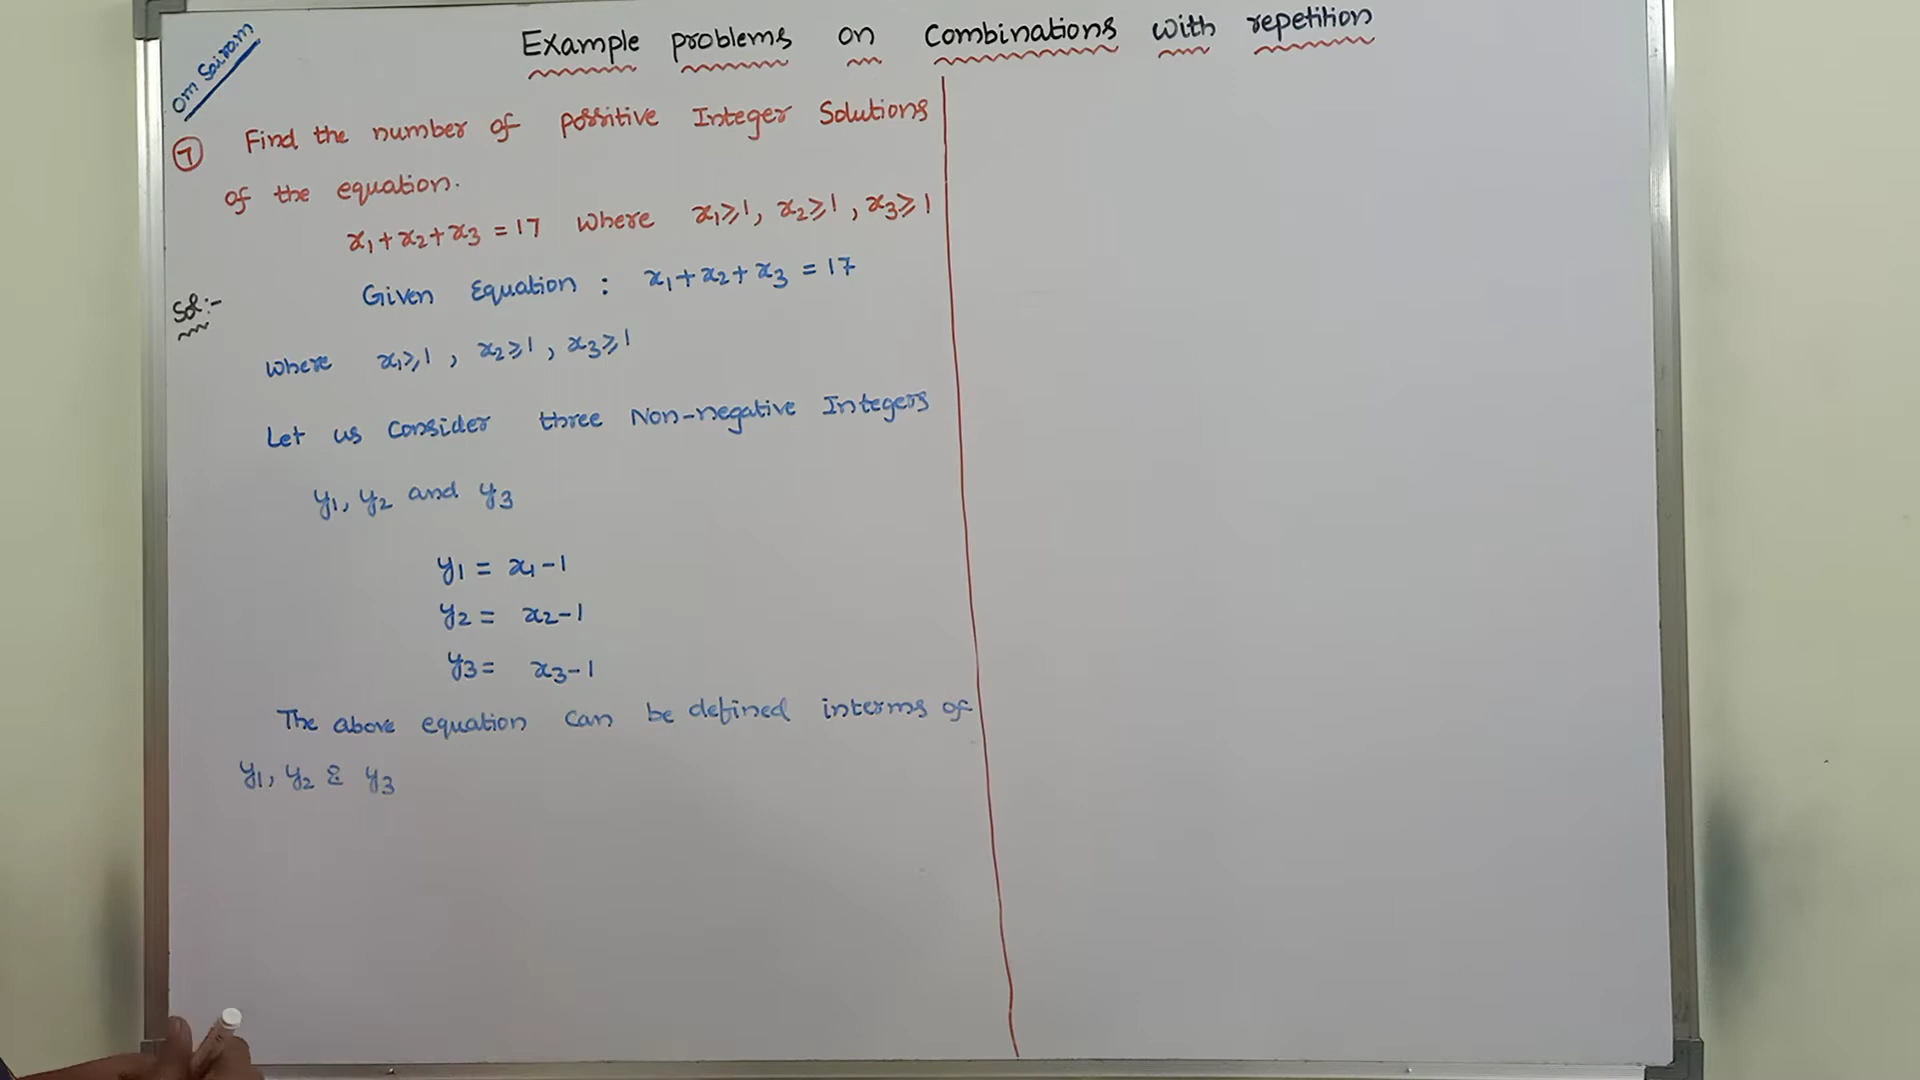 Om Sairam
Example problems on Combinations with repetition
7 Find the number of possitive Integer Solutions
of the equation.
x₁+x₂+x₃ = 17 where x₁≥1, x₂≥1, x₃≥1
Sol:- Given Equation : x₁+x₂+x₃ = 17
where x₁≥1, x₂≥1, x₃≥1
Let us Consider three Non-negative Integers
y₁, y₂ and y₃
y₁ = x₁-1
y₂ = x₂-1
y₃ = x₃-1
The above equation can be defined interms of
y₁, y₂ & y₃